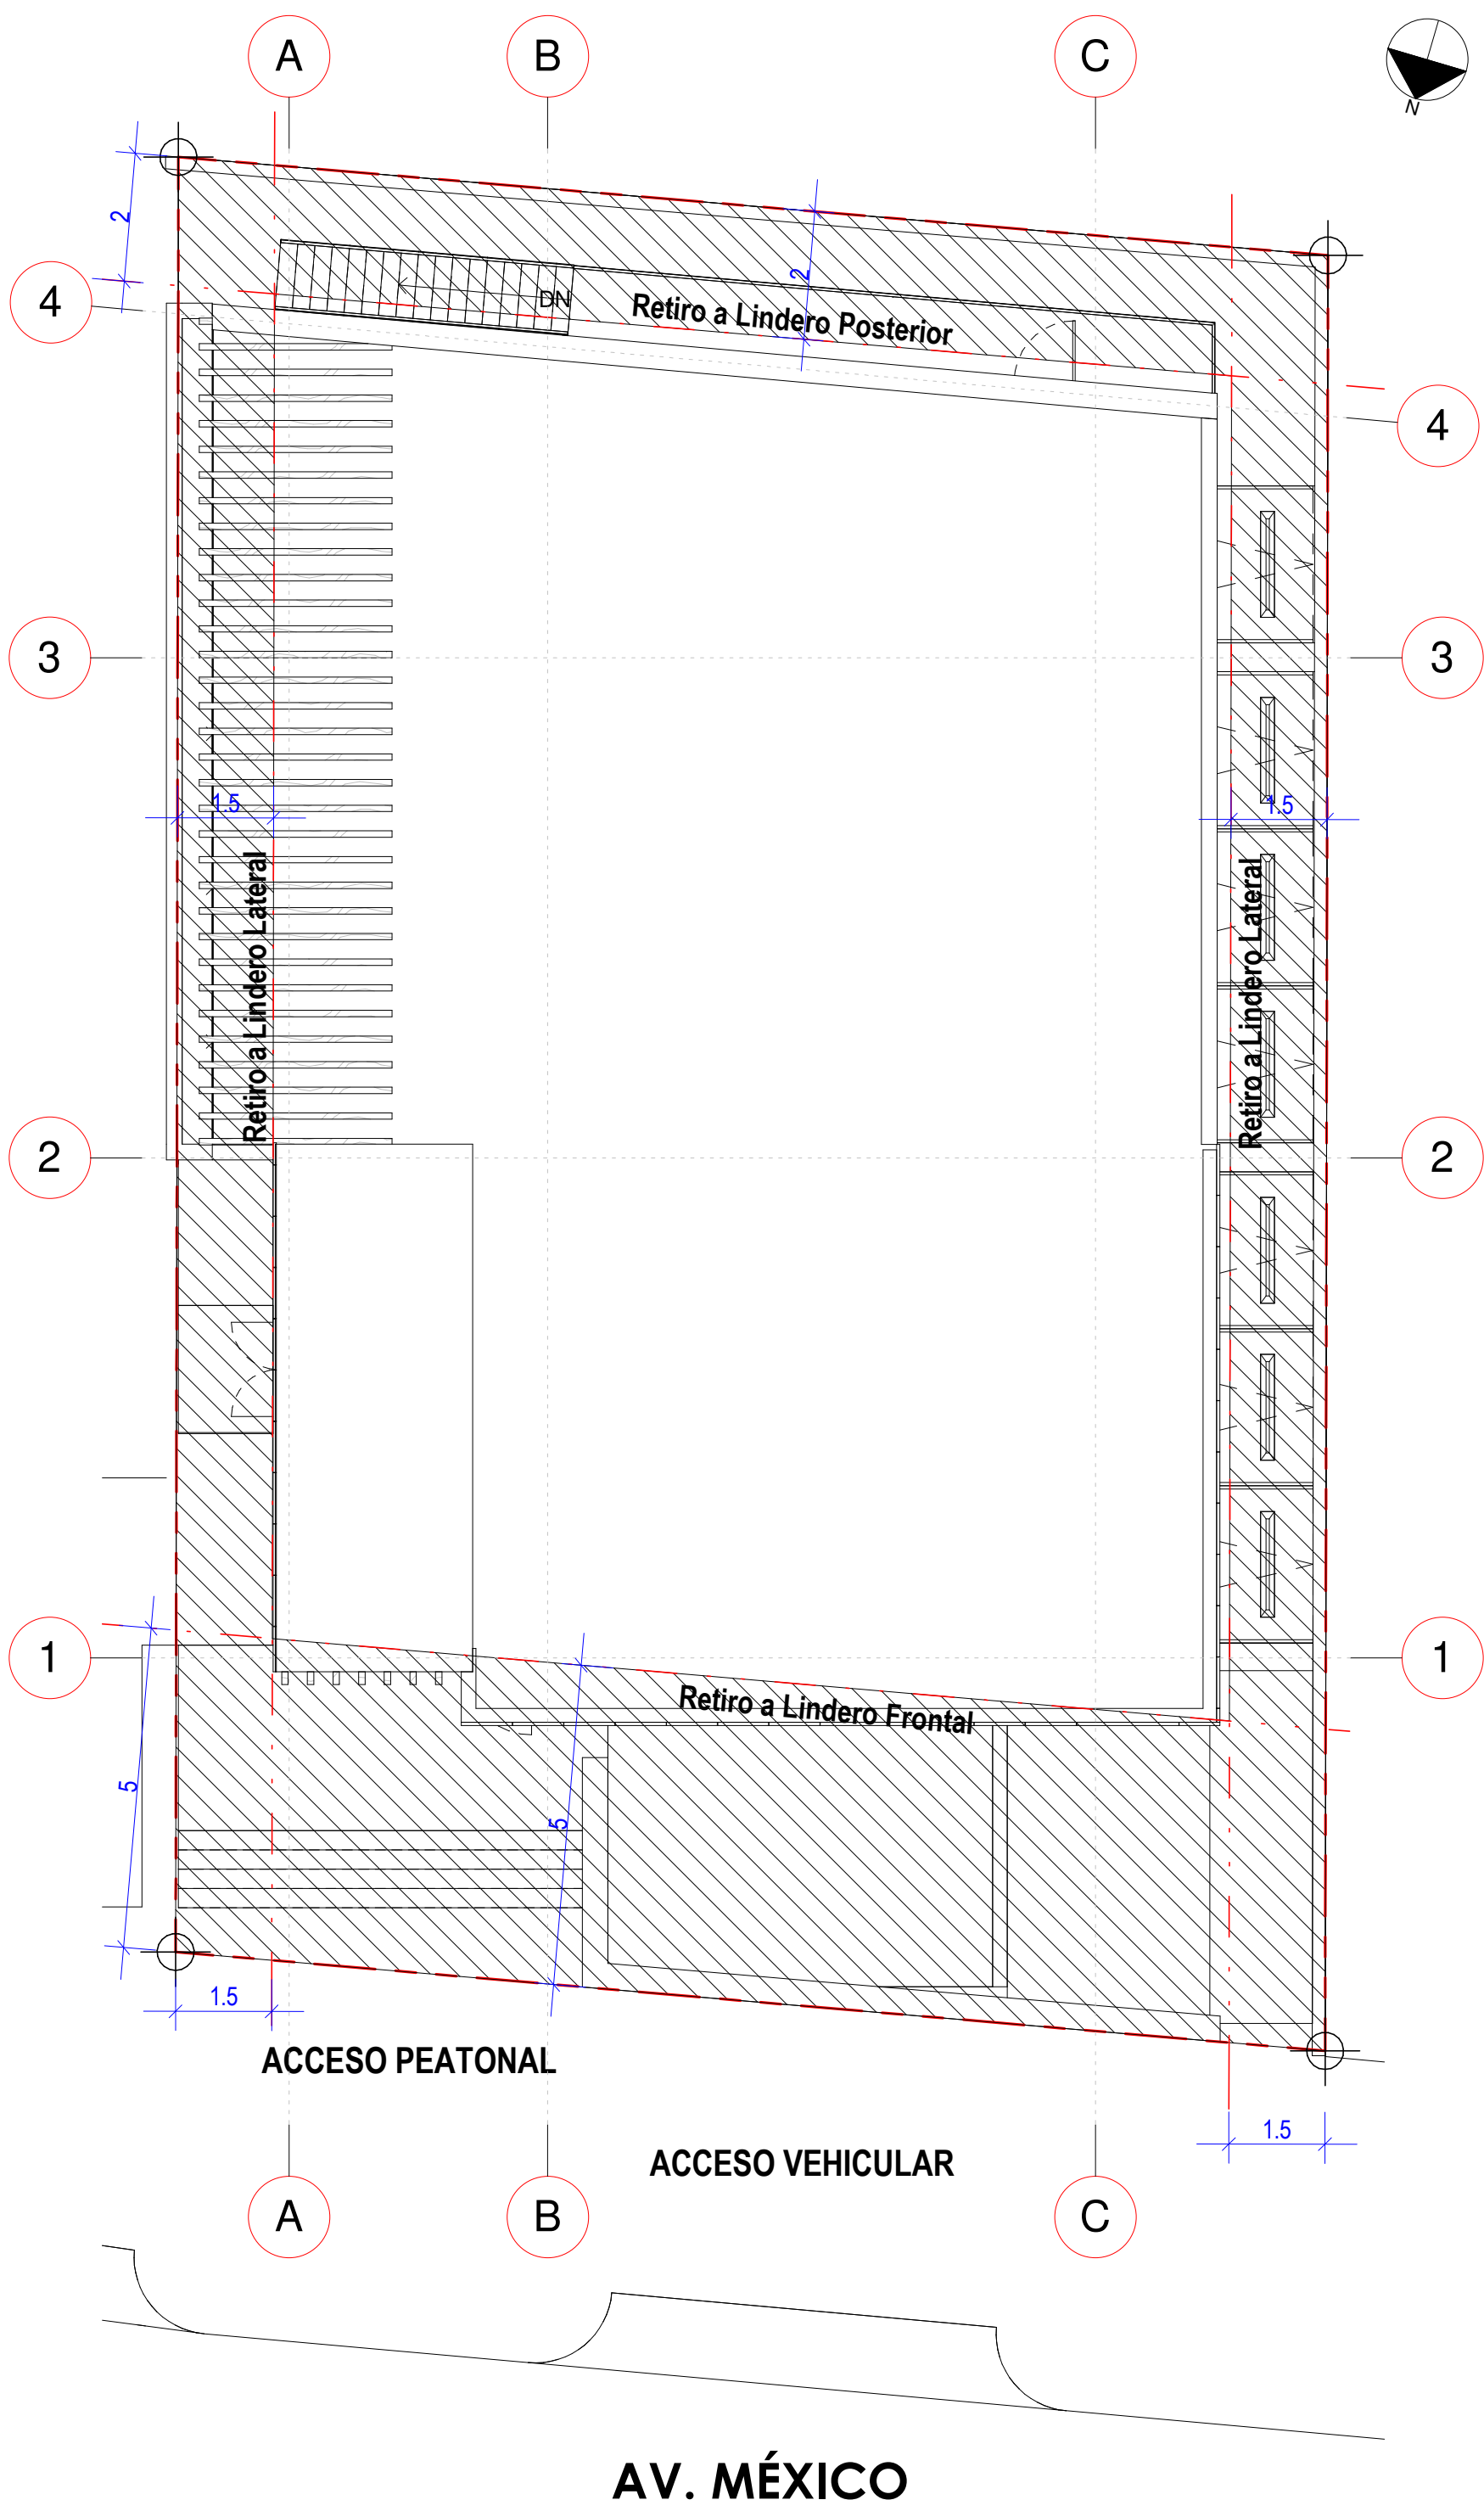 A
B
C
N
2
4
2
DN
Retiro a Lindero Posterior
4
3
3
1.5
1.5
Retiro a Lindero Lateral
Retiro a Lindero Lateral
2
2
1
1
Retiro a Lindero Frontal
5
5
1.5
ACCESO PEATONAL
1.5
ACCESO VEHICULAR
A
B
C
AV. MÉXICO